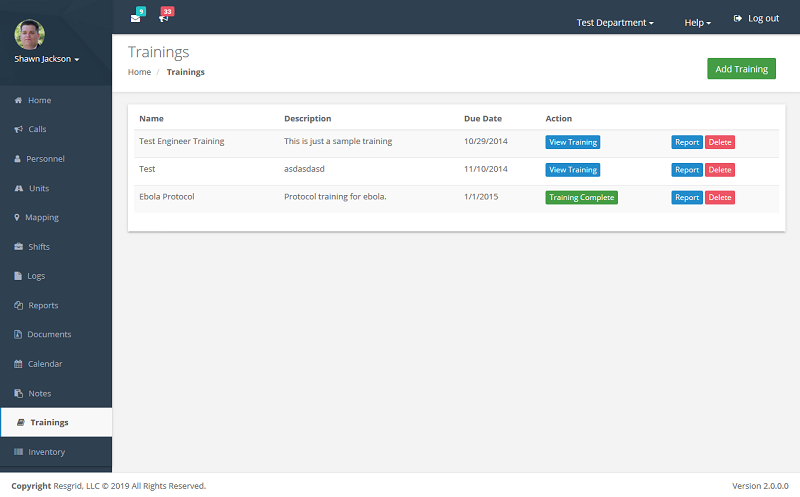 9 33
Test Department Help Log out
Shawn Jackson
Trainings
Home / Trainings
Add Training
Home
Calls
Personnel
Units
Mapping
Shifts
Logs
Reports
Documents
Calendar
Notes
Trainings
Inventory
Name Description Due Date Action
Test Engineer Training This is just a sample training 10/29/2014 View Training Report Delete
Test asdasdasd 11/10/2014 View Training Report Delete
Ebola Protocol Protocol training for ebola. 1/1/2015 Training Complete Report Delete
Copyright Resgrid, LLC © 2019 All Rights Reserved. Version 2.0.0.0